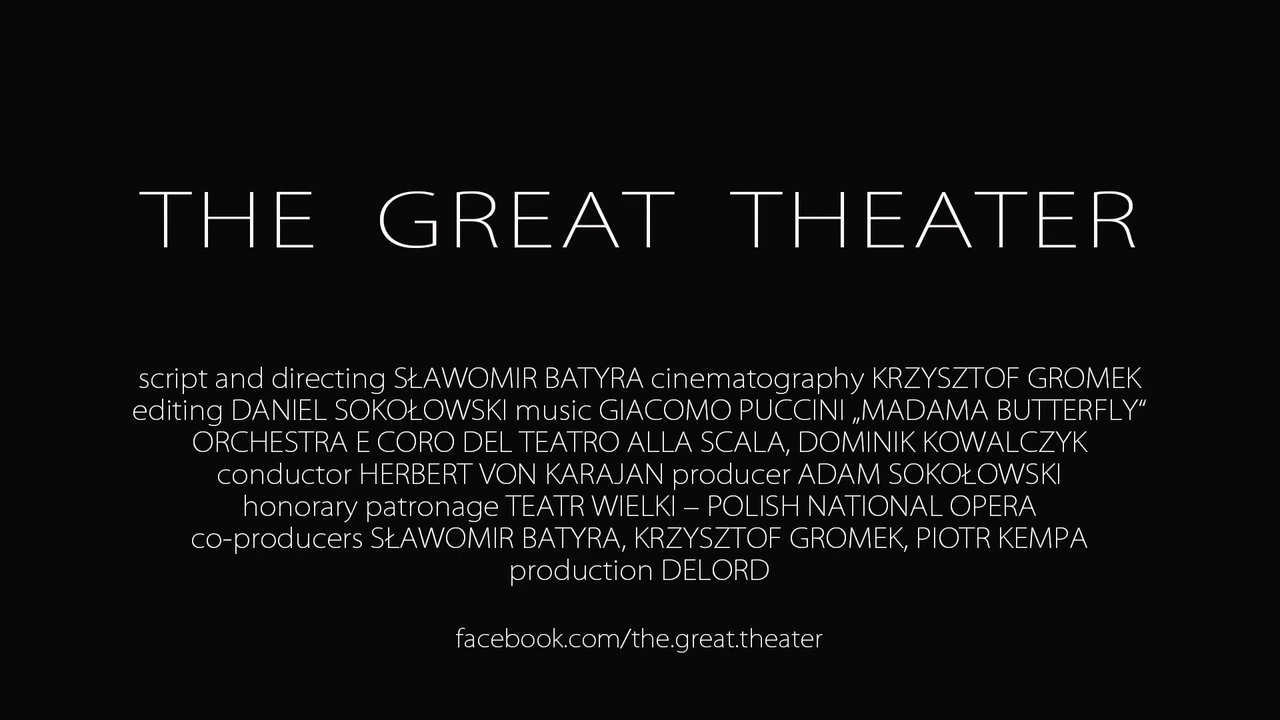 THE GREAT THEATER
script and directing SŁAWOMIR BATYRA cinematography KRZYSZTOF GROMEK
editing DANIEL SOKOŁOWSKI music GIACOMO PUCCINI „MADAMA BUTTERFLY“
ORCHESTRA E CORO DEL TEATRO ALLA SCALA, DOMINIK KOWALCZYK
conductor HERBERT VON KARAJAN producer ADAM SOKOŁOWSKI
honorary patronage TEATR WIELKI – POLISH NATIONAL OPERA
co-producers SŁAWOMIR BATYRA, KRZYSZTOF GROMEK, PIOTR KEMPA
production DELORD
facebook.com/the.great.theater